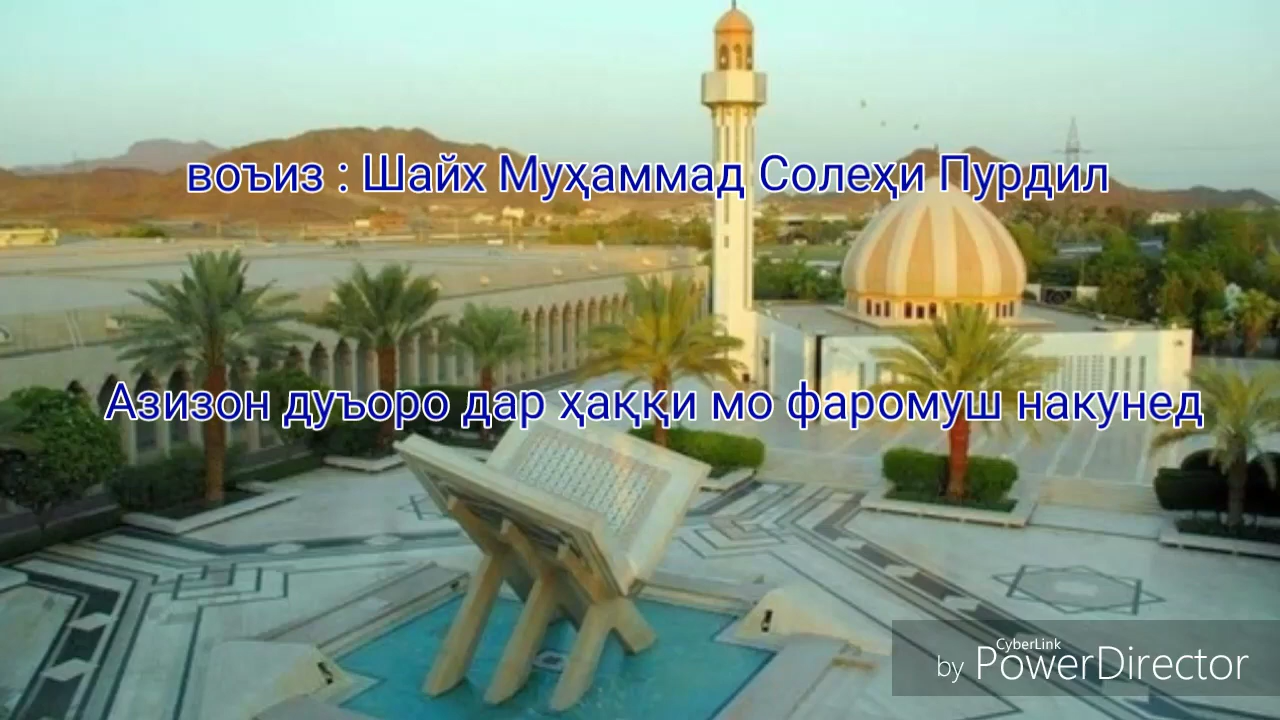 воъиз : Шайх Муҳаммад Солеҳи Пурдил
Азизон дуъоро дар ҳаққи мо фаромуш накунед
CyberLink
by PowerDirector